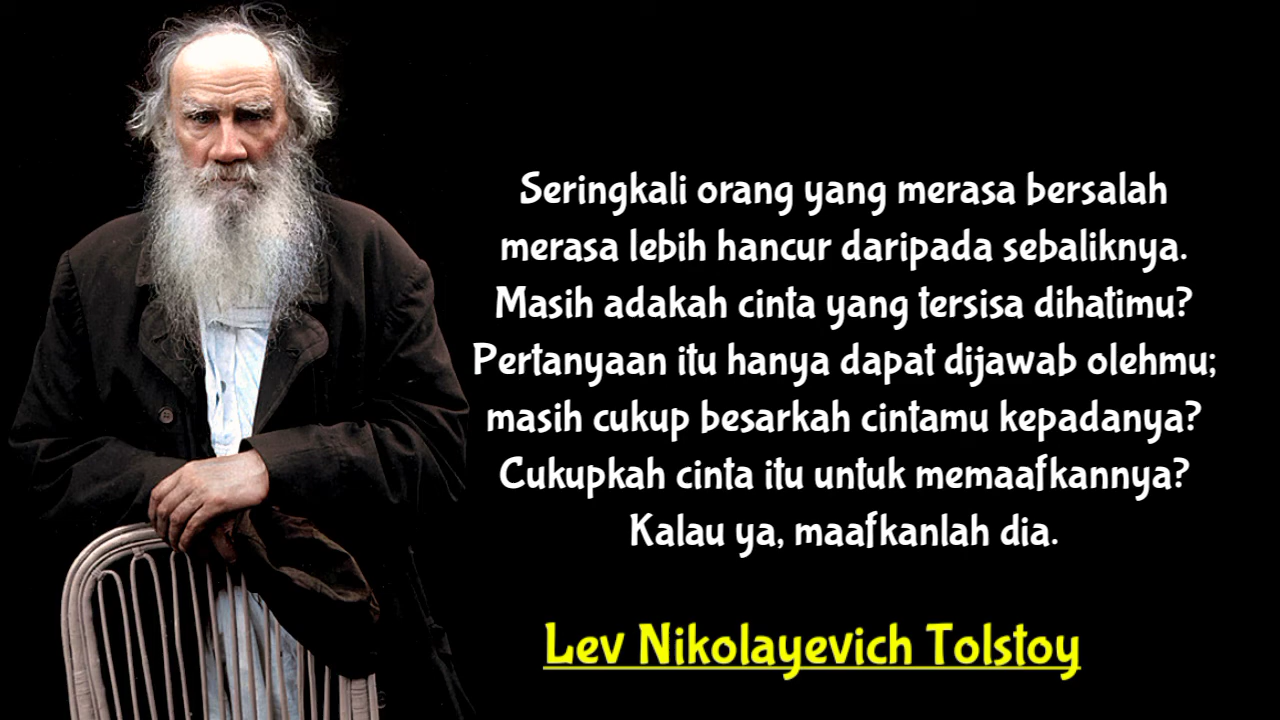 Seringkali orang yang merasa bersalah
merasa lebih hancur daripada sebaliknya.
Masih adakah cinta yang tersisa dihatimu?
Pertanyaan itu hanya dapat dijawab olehmu;
masih cukup besarkah cintamu kepadanya?
Cukupkah cinta itu untuk memaafkannya?
Kalau ya, maafkanlah dia.
Lev Nikolayevich Tolstoy